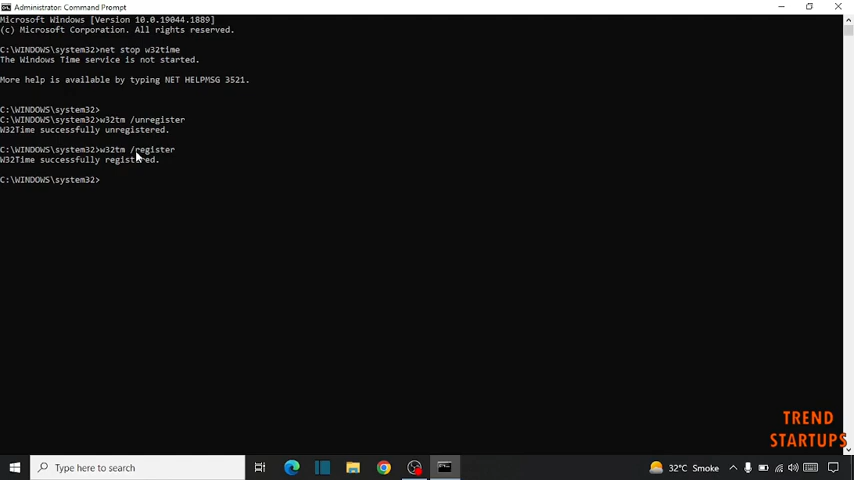 Administrator: Command Prompt
Microsoft Windows [Version 10.0.19044.1889]
(c) Microsoft Corporation. All rights reserved.
C:\WINDOWS\system32>net stop w32time
The Windows Time service is not started.
More help is available by typing NET HELPMSG 3521.
C:\WINDOWS\system32>
C:\WINDOWS\system32>w32tm /unregister
W32Time successfully unregistered.
C:\WINDOWS\system32>w32tm /register
W32Time successfully registered.
C:\WINDOWS\system32>
TREND
STARTUPS
Type here to search
32°C Smoke